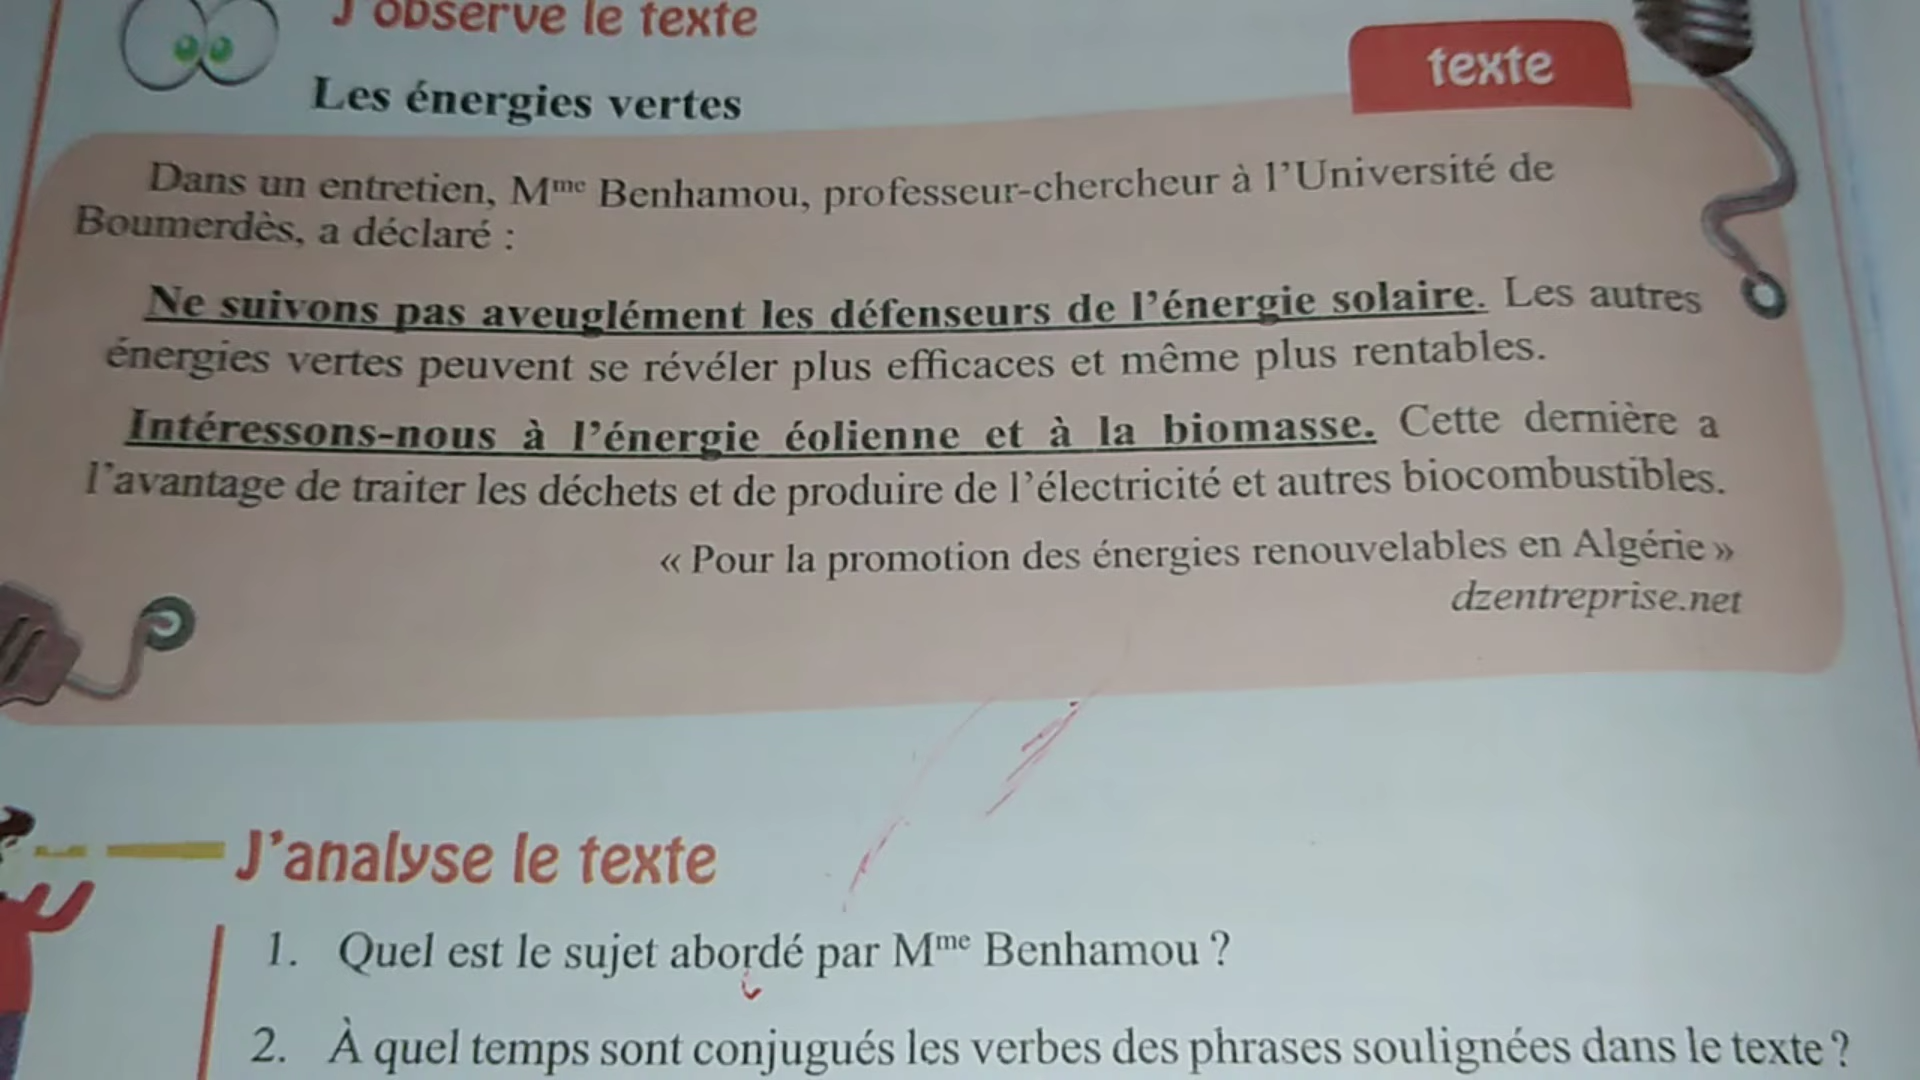 J'observe le texte
texte
Les énergies vertes
Dans un entretien, Mme Benhamou, professeur-chercheur à l'Université de
Boumerdès, a déclaré :
Ne suivons pas aveuglément les défenseurs de l'énergie solaire. Les autres
énergies vertes peuvent se révéler plus efficaces et même plus rentables.
Intéressons-nous à l'énergie éolienne et à la biomasse. Cette dernière a
l'avantage de traiter les déchets et de produire de l'électricité et autres biocombustibles.
« Pour la promotion des énergies renouvelables en Algérie »
dzentreprise.net
J'analyse le texte
1. Quel est le sujet abordé par Mme Benhamou ?
2. À quel temps sont conjugués les verbes des phrases soulignées dans le texte ?